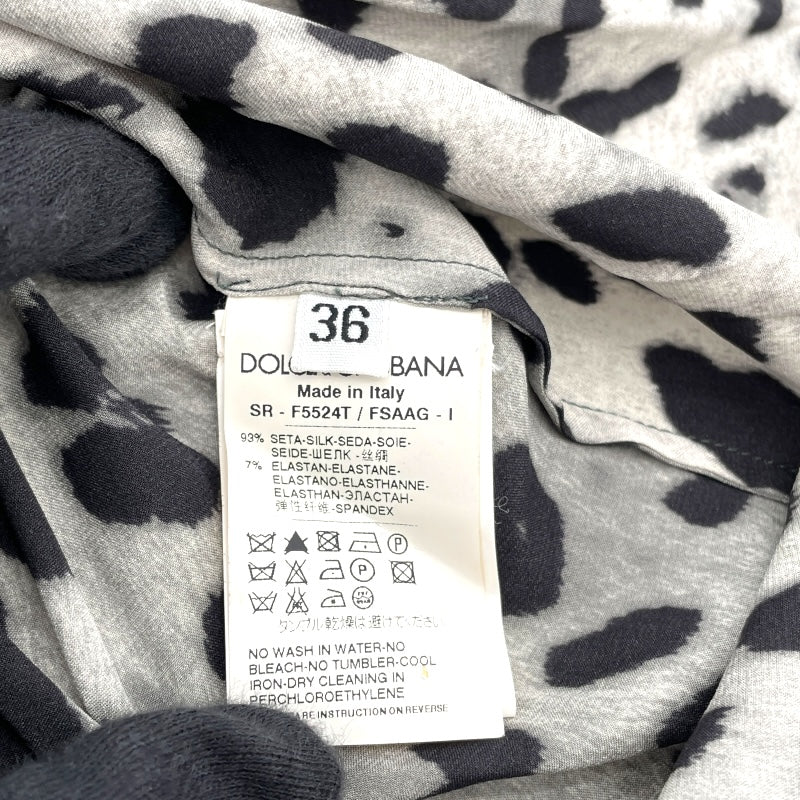 36
DOLCE & GABBANA
Made in Italy
SR - F5524T / FSAAG - I
93% SETA-SILK-SEDA-SOIE-
SEIDE-ШЕЛК -丝绸
7% ELASTAN-ELASTANE-
ELASTANO-ELASTHANNE-
ELASTHAN-ЭЛАСТАН-
弹性纤维-SPANDEX
P
P
タンブル乾燥は避けてください
NO WASH IN WATER-NO
BLEACH-NO TUMBLER-COOL
IRON-DRY CLEANING IN
PERCHLOROETHYLENE
ARE INSTRUCTION ON REVERSE